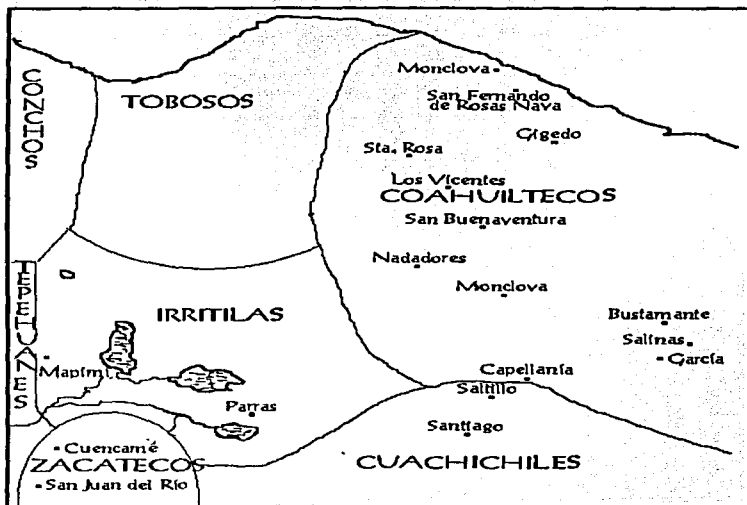 Monclova
CONCHOS
TOBOSOS
San Fernando
de Rosas Nava
Gigedo
Sta. Rosa
Los Vicentes
COAHUILTECOS
San Buenaventura
Nadadores
Monclova
TEPEHUANES
IRRITILAS
Bustamante
Salinas
García
Mapimí
Capellanía
Saltillo
Parras
Santiago
Cuencamé
ZACATECOS
CUACHICHILES
San Juan del Río